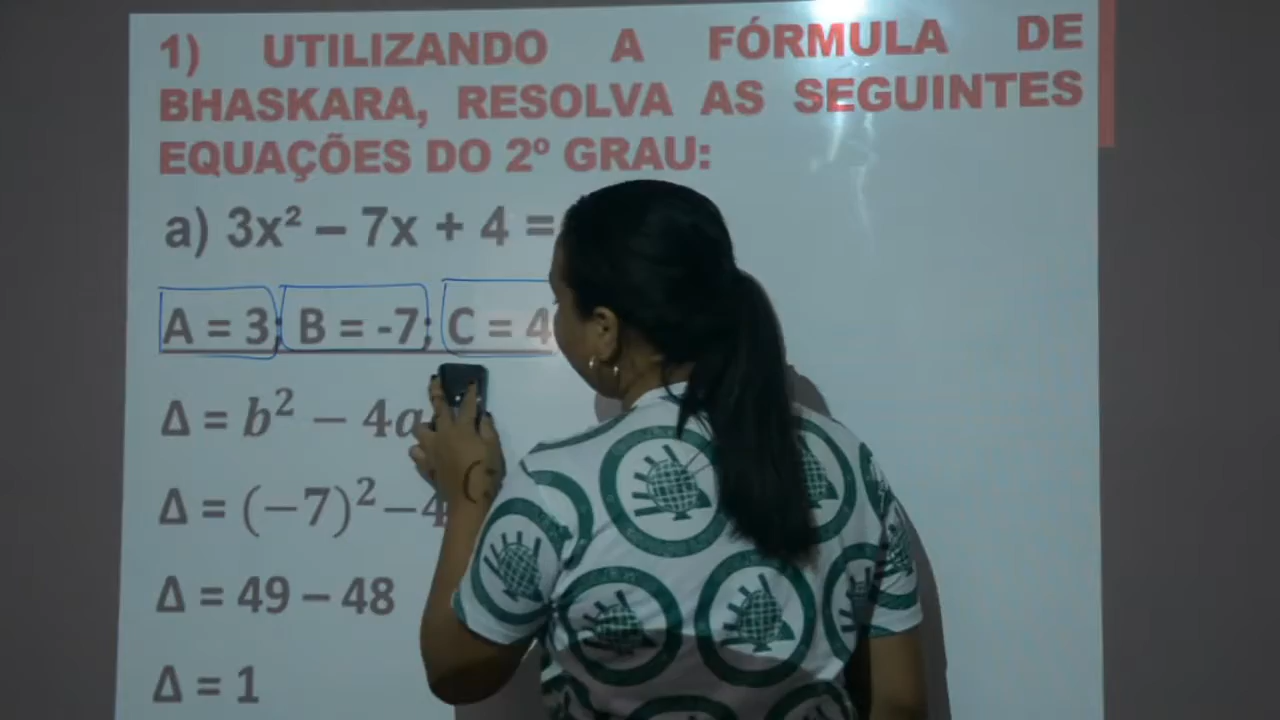 1) UTILIZANDO A FÓRMULA DE
BHASKARA, RESOLVA AS SEGUINTES
EQUAÇÕES DO 2º GRAU:
a) 3x² – 7x + 4 =
A = 3; B = -7; C = 4
Δ = b² − 4a
Δ = (−7)² −4
Δ = 49 – 48
Δ = 1